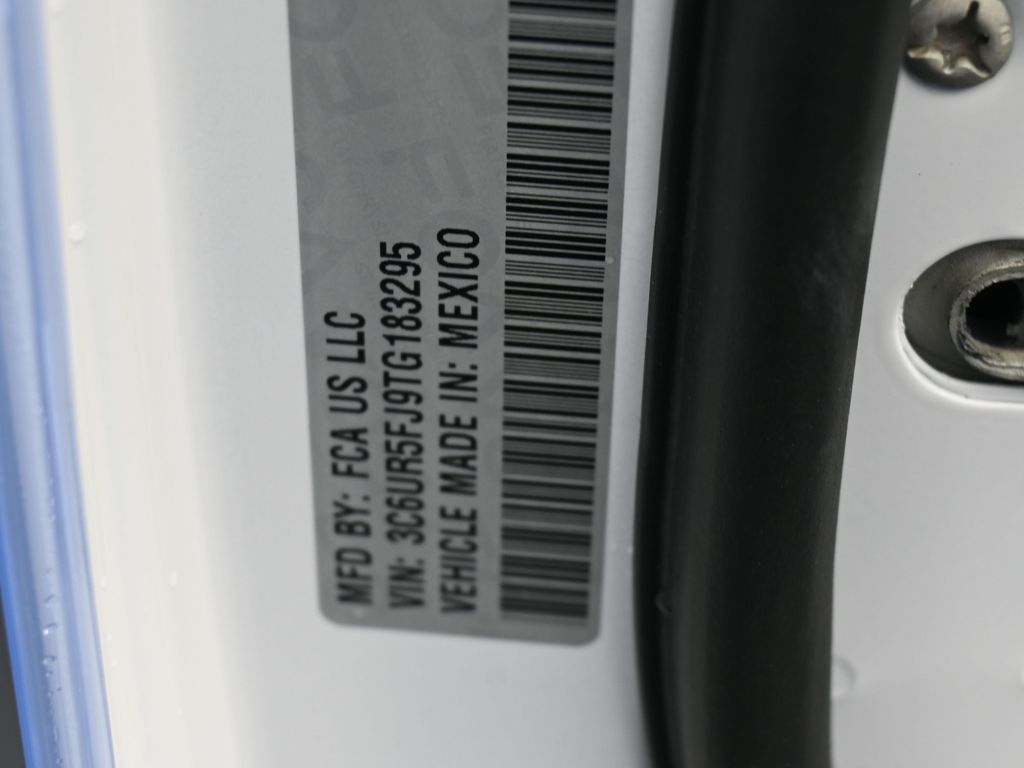 MFD BY: FCA US LLC
VIN: 3C6UR5FJ9TG183295
VEHICLE MADE IN: MEXICO